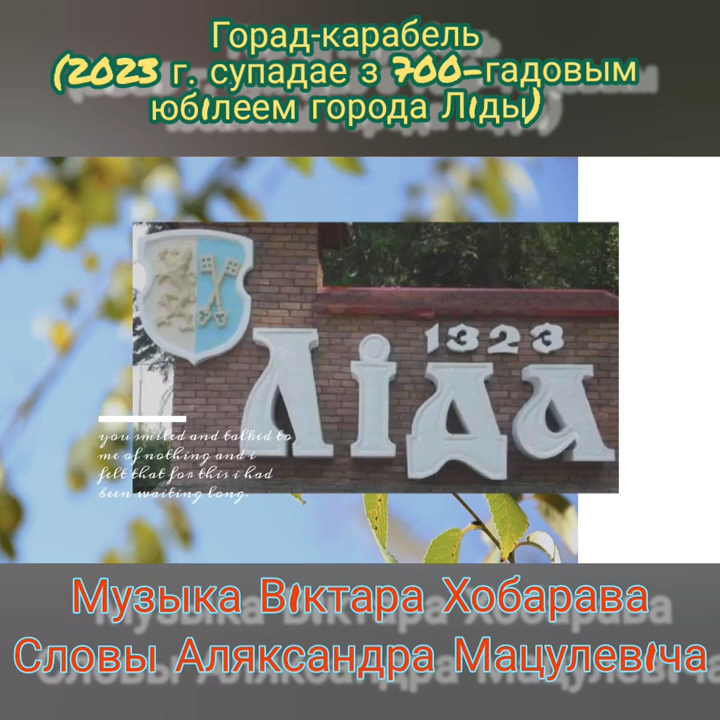 Горад-карабель
(2023 г. супадае з 700-гадовым
юбілеем горада Ліды)
1323
Ліда
you smiled and talked to
me of nothing and i
felt that for this i had
been waiting long.
Музыка Віктара Хобарава
Словы Аляксандра Мацулевіча